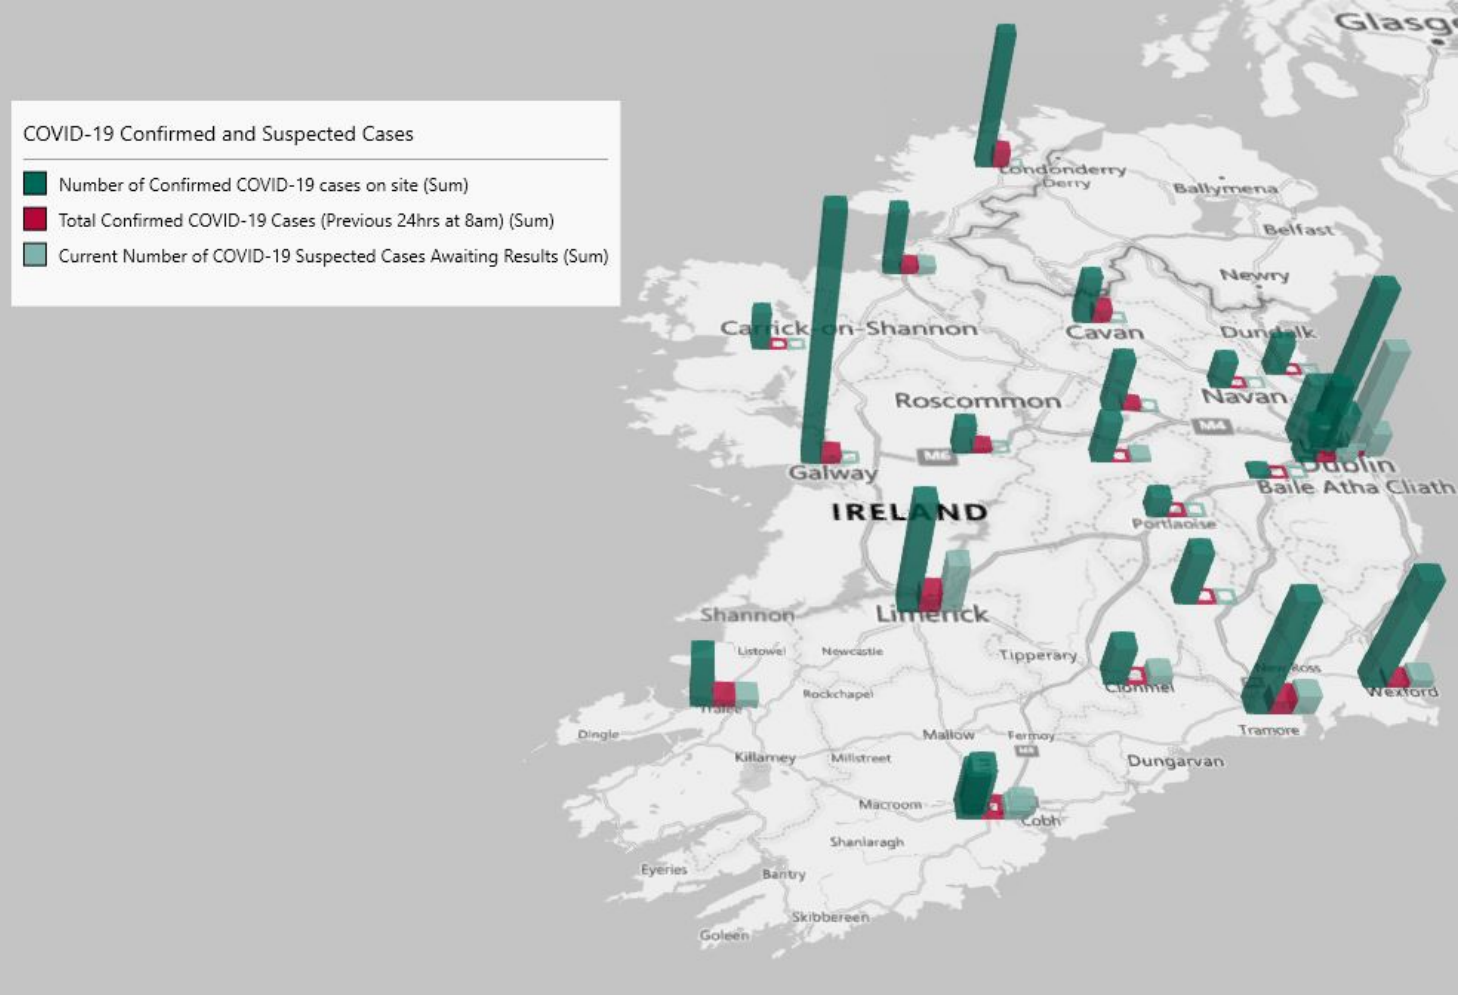 Glasg
COVID-19 Confirmed and Suspected Cases
Number of Confirmed COVID-19 cases on site (Sum)
Total Confirmed COVID-19 Cases (Previous 24hrs at 8am) (Sum)
Current Number of COVID-19 Suspected Cases Awaiting Results (Sum)
Londonderry
Derry
Ballymena
Belfast
Newry
Carrick-on-Shannon
Cavan
Dundalk
Roscommon
Navan
M4
M6
Galway
Dublin
Baile Atha Cliath
IRELAND
Portlaoise
Limerick
Shannon
Listowel
Newcastle
Tipperary
New Ross
Rockchapel
Clonmel
Wexford
Tralee
Dingle
Mallow
Fermoy
Tramore
Killarney
Millstreet
M8
Dungarvan
Macroom
Cobh
Shanlaragh
Eyeries
Bantry
Skibbereen
Goleen